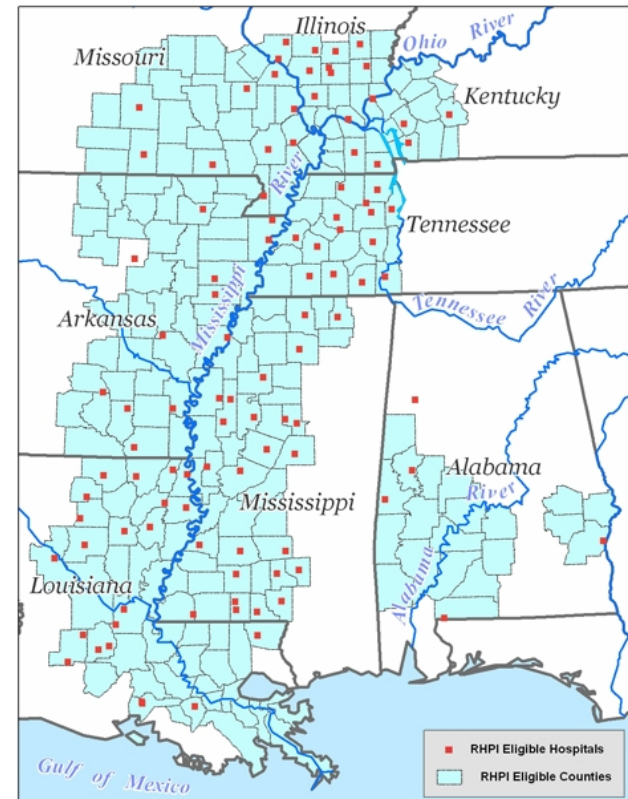 Illinois
Missouri
Ohio River
Kentucky
River
Tennessee
Mississippi
Tennessee River
Arkansas
Alabama
River
Mississippi
Alabama
Louisiana
Gulf of Mexico
RHPI Eligible Hospitals
RHPI Eligible Counties